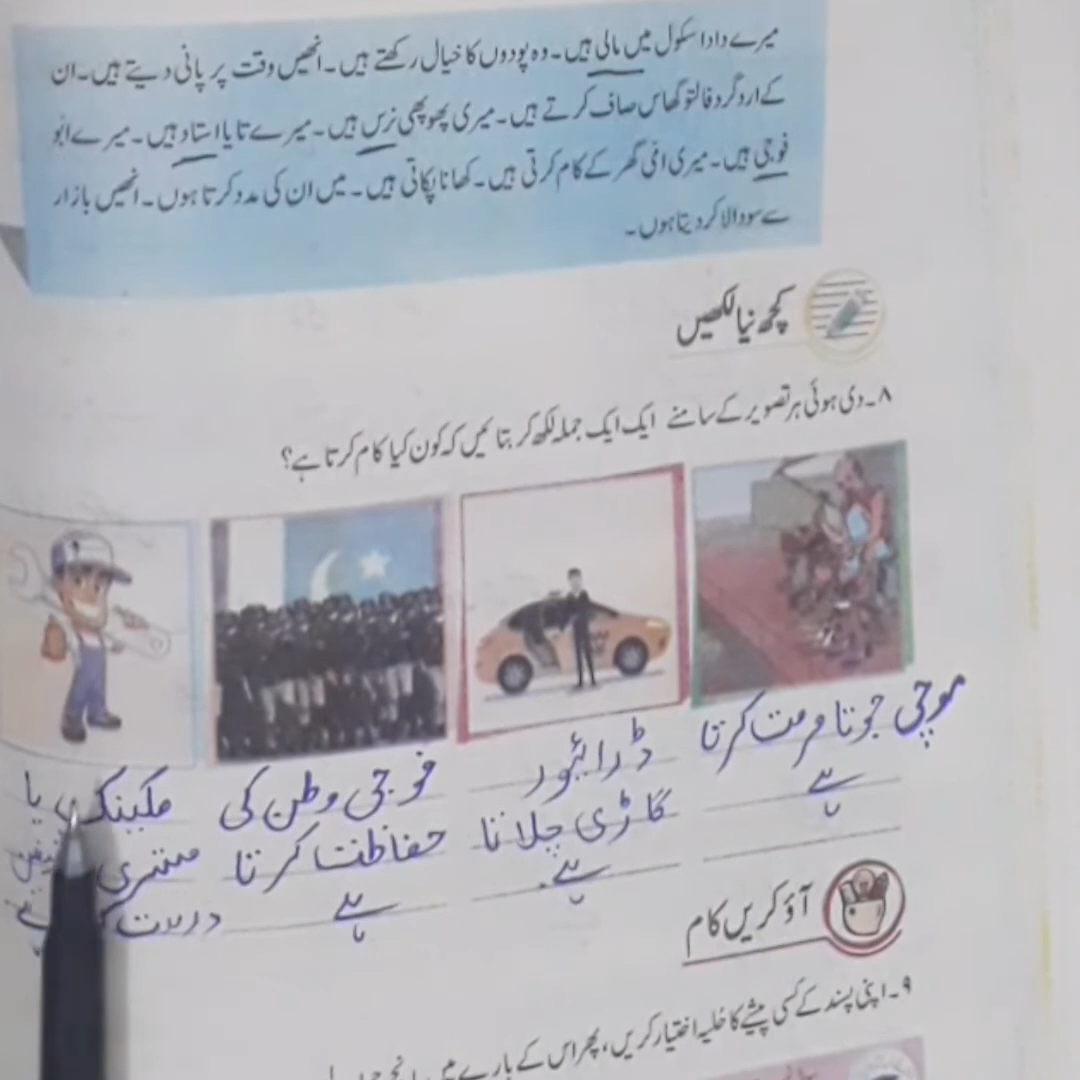 میرے دادا سکول میں مالی ہیں۔ وہ پودوں کا خیال رکھتے ہیں۔ انھیں وقت پر پانی دیتے ہیں۔ ان
کے ارد گرد فالتو گھاس صاف کرتے ہیں۔ میری پھوپھی نرس ہیں۔ میرے تایا استاد ہیں۔ میرے ابّو
فوجی ہیں۔ میری امّی گھر کے کام کرتی ہیں۔ کھانا پکاتی ہیں۔ میں ان کی مدد کرتا ہوں۔ انھیں بازار
سے سودا لا کر دیتا ہوں۔
کچھ نیا لکھیں
۸۔ دی ہوئی ہر تصویر کے سامنے ایک ایک جملہ لکھ کر بتائیں کہ کون کیا کام کرتا ہے؟
موچی جوتا مرمت کرتا
ہے
ڈرائیور
گاڑی چلاتا
ہے۔
فوجی وطن کی
حفاظت کرتا
ہے
مکینک یا
مستری
درست
آؤ کریں کام
۹۔ اپنی پسند کے کسی پیشے کا حلیہ اختیار کریں، پھر اس کے بارے میں